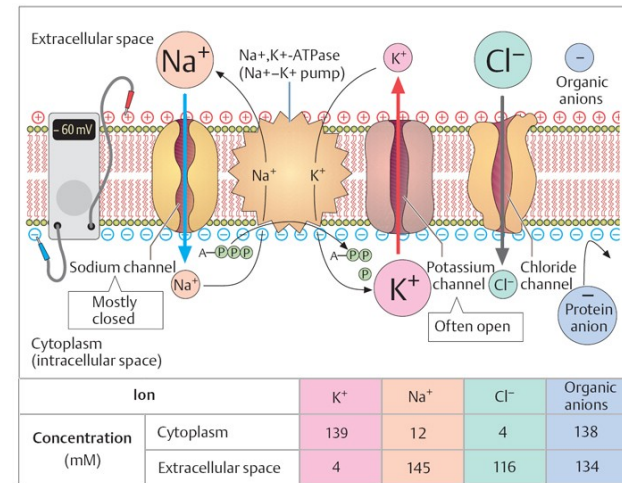 Extracellular space
Na⁺
Na⁺,K⁺-ATPase
(Na⁺–K⁺ pump)
K⁺
Cl⁻
–
Organic
anions
– 60 mV
Na⁺
K⁺
A–PPP
A–PP
P
Sodium channel
Mostly
closed
Na⁺
K⁺
Potassium
channel
Often open
Cl⁻
Chloride
channel
–
Protein
anion
Cytoplasm
(intracellular space)
Ion K⁺ Na⁺ Cl⁻ Organic anions
Concentration
(mM)
Cytoplasm 139 12 4 138
Extracellular space 4 145 116 134